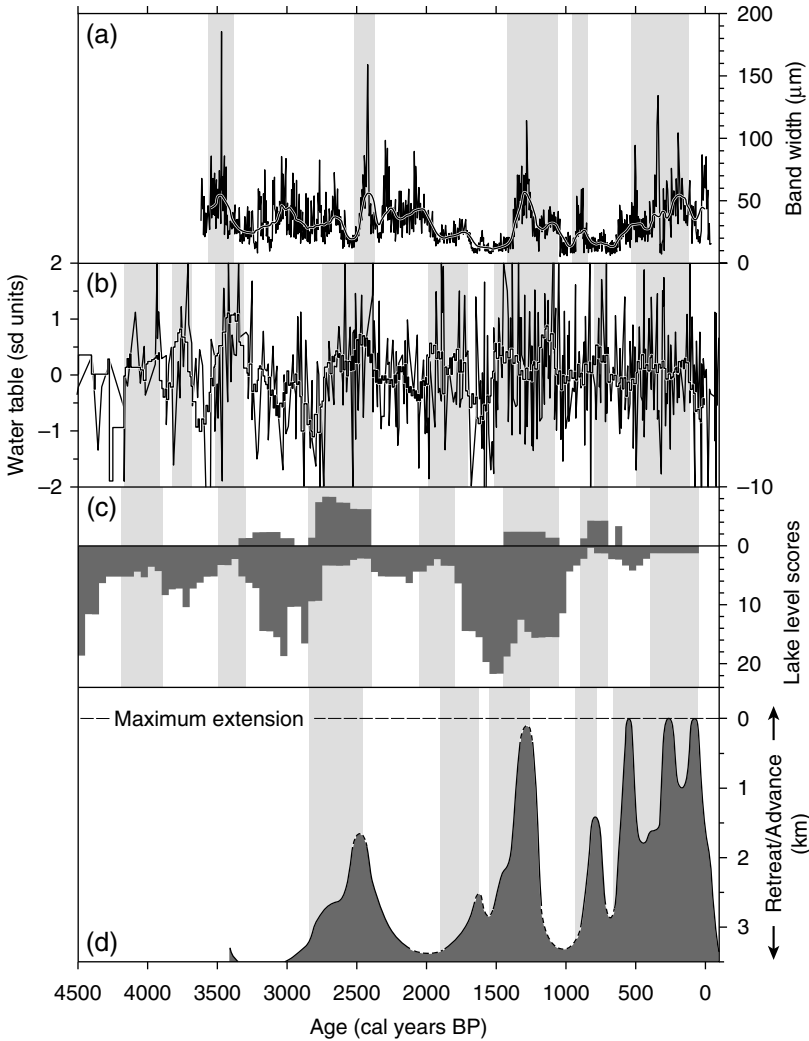 (a)
200
150
100
50
0
Band width (μm)
(b)
2
1
0
−1
−2
Water table (sd units)
(c)
−10
0
10
20
Lake level scores
Maximum extension
0
1
2
3
Retreat/Advance
(km)
(d)
4500 4000 3500 3000 2500 2000 1500 1000 500 0
Age (cal years BP)